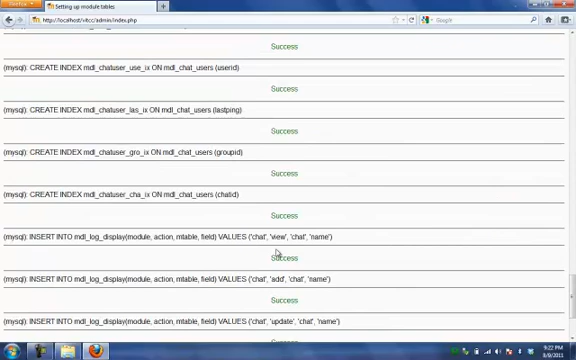 Firefox
Setting up module tables
http://localhost/vitcc/admin/index.php
Google
Success
(mysql): CREATE INDEX mdl_chatuser_use_ix ON mdl_chat_users (userid)
Success
(mysql): CREATE INDEX mdl_chatuser_las_ix ON mdl_chat_users (lastping)
Success
(mysql): CREATE INDEX mdl_chatuser_gro_ix ON mdl_chat_users (groupid)
Success
(mysql): CREATE INDEX mdl_chatuser_cha_ix ON mdl_chat_users (chatid)
Success
(mysql): INSERT INTO mdl_log_display(module, action, mtable, field) VALUES ('chat', 'view', 'chat', 'name')
Success
(mysql): INSERT INTO mdl_log_display(module, action, mtable, field) VALUES ('chat', 'add', 'chat', 'name')
Success
(mysql): INSERT INTO mdl_log_display(module, action, mtable, field) VALUES ('chat', 'update', 'chat', 'name')
Success
9:22 PM